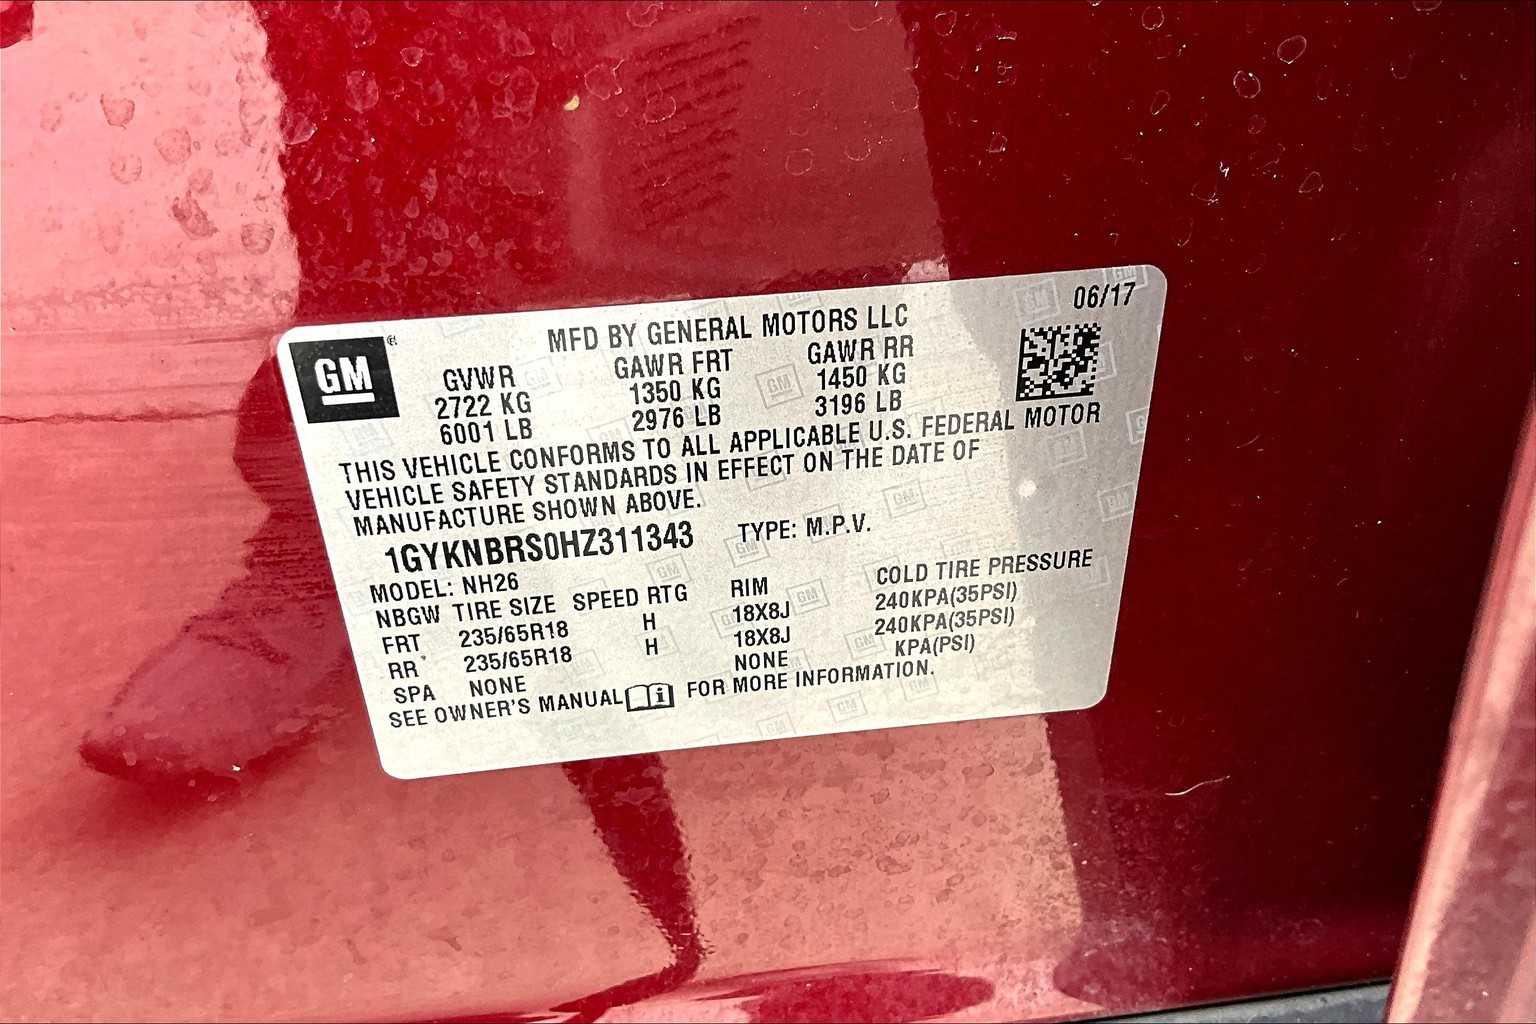 06/17
MFD BY GENERAL MOTORS LLC
GM®
GVWR GAWR FRT GAWR RR
2722 KG 1350 KG 1450 KG
6001 LB 2976 LB 3196 LB
THIS VEHICLE CONFORMS TO ALL APPLICABLE U.S. FEDERAL MOTOR
VEHICLE SAFETY STANDARDS IN EFFECT ON THE DATE OF
MANUFACTURE SHOWN ABOVE.
1GYKNBRS0HZ311343 TYPE: M.P.V.
MODEL: NH26
NBGW TIRE SIZE SPEED RTG RIM COLD TIRE PRESSURE
FRT 235/65R18 H 18X8J 240KPA(35PSI)
RR 235/65R18 H 18X8J 240KPA(35PSI)
SPA NONE NONE KPA(PSI)
SEE OWNER'S MANUAL FOR MORE INFORMATION.